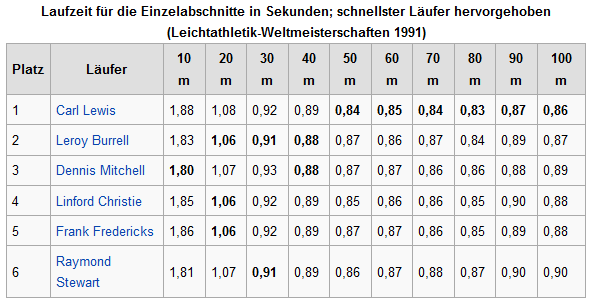 Laufzeit für die Einzelabschnitte in Sekunden; schnellster Läufer hervorgehoben
(Leichtathletik-Weltmeisterschaften 1991)
Platz Läufer 10 m 20 m 30 m 40 m 50 m 60 m 70 m 80 m 90 m 100 m
1 Carl Lewis 1,88 1,08 0,92 0,89 0,84 0,85 0,84 0,83 0,87 0,86
2 Leroy Burrell 1,83 1,06 0,91 0,88 0,87 0,86 0,87 0,84 0,89 0,87
3 Dennis Mitchell 1,80 1,07 0,93 0,88 0,87 0,87 0,86 0,86 0,88 0,89
4 Linford Christie 1,85 1,06 0,92 0,89 0,85 0,86 0,86 0,85 0,90 0,88
5 Frank Fredericks 1,86 1,06 0,92 0,89 0,87 0,87 0,86 0,85 0,89 0,88
6 Raymond Stewart 1,81 1,07 0,91 0,89 0,86 0,87 0,88 0,87 0,90 0,90